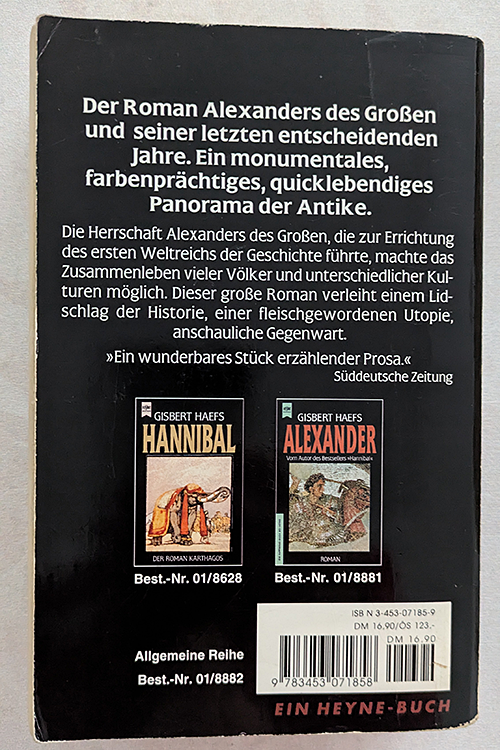 Der Roman Alexanders des Großen
und seiner letzten entscheidenden
Jahre. Ein monumentales,
farbenprächtiges, quicklebendiges
Panorama der Antike.
Die Herrschaft Alexanders des Großen, die zur Errichtung
des ersten Weltreichs der Geschichte führte, machte das
Zusammenleben vieler Völker und unterschiedlicher Kul-
turen möglich. Dieser große Roman verleiht einem Lid-
schlag der Historie, einer fleischgewordenen Utopie,
anschauliche Gegenwart.
»Ein wunderbares Stück erzählender Prosa.«
Süddeutsche Zeitung
GISBERT HAEFS
HANNIBAL
DER ROMAN KARTHAGOS
Best.-Nr. 01/8628
GISBERT HAEFS
ALEXANDER
Vom Autor des Bestsellers »Hannibal«
ROMAN
Best.-Nr. 01/8881
Allgemeine Reihe
Best.-Nr. 01/8882
ISBN 3-453-07185-9
DM 16,90/ÖS 123.-
DM 16.90
9 783453 071858
EIN HEYNE-BUCH